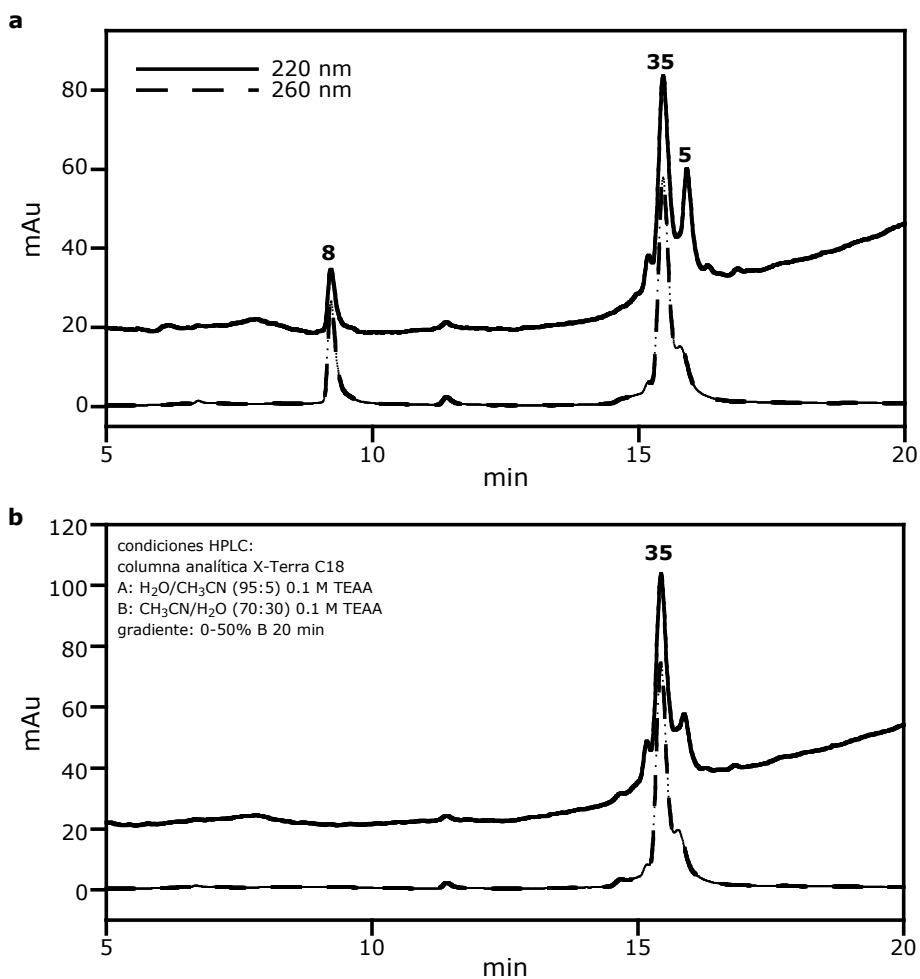 a
220 nm
260 nm
35
5
8
80
60
40
20
0
mAu
5
10
15
20
min
b
120
100
80
60
40
20
0
mAu
condiciones HPLC:
columna analítica X-Terra C18
A: H₂O/CH₃CN (95:5) 0.1 M TEAA
B: CH₃CN/H₂O (70:30) 0.1 M TEAA
gradiente: 0-50% B 20 min
35
5
10
15
20
min